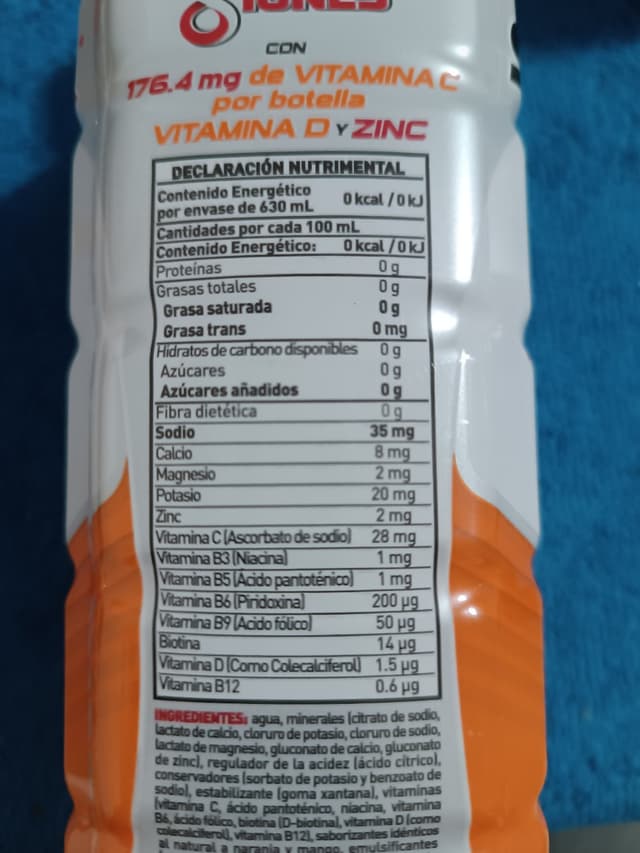 IONES
CON
176.4 mg de VITAMINA C
por botella
VITAMINA D Y ZINC
DECLARACIÓN NUTRIMENTAL
Contenido Energético
por envase de 630 mL 0 kcal / 0 kJ
Cantidades por cada 100 mL
Contenido Energético: 0 kcal / 0 kJ
Proteínas 0 g
Grasas totales 0 g
Grasa saturada 0 g
Grasa trans 0 mg
Hidratos de carbono disponibles 0 g
Azúcares 0 g
Azúcares añadidos 0 g
Fibra dietética 0 g
Sodio 35 mg
Calcio 8 mg
Magnesio 2 mg
Potasio 20 mg
Zinc 2 mg
Vitamina C (Ascorbato de sodio) 28 mg
Vitamina B3 (Niacina) 1 mg
Vitamina B5 (Ácido pantoténico) 1 mg
Vitamina B6 (Piridoxina) 200 µg
Vitamina B9 (Ácido fólico) 50 µg
Biotina 14 µg
Vitamina D (Como Colecalciferol) 1.5 µg
Vitamina B12 0.6 µg
INGREDIENTES: agua, minerales (citrato de sodio,
lactato de calcio, cloruro de potasio, cloruro de sodio,
lactato de magnesio, gluconato de calcio, gluconato
de zinc), regulador de la acidez (ácido cítrico),
conservadores (sorbato de potasio y benzoato de
sodio), estabilizante (goma xantana), vitaminas
(vitamina C, ácido pantoténico, niacina, vitamina
B6, ácido fólico, biotina (D-biotina), vitamina D (como
colecalciferol), vitamina B12), saborizantes idénticos
al natural a naranja y mango, emulsificantes